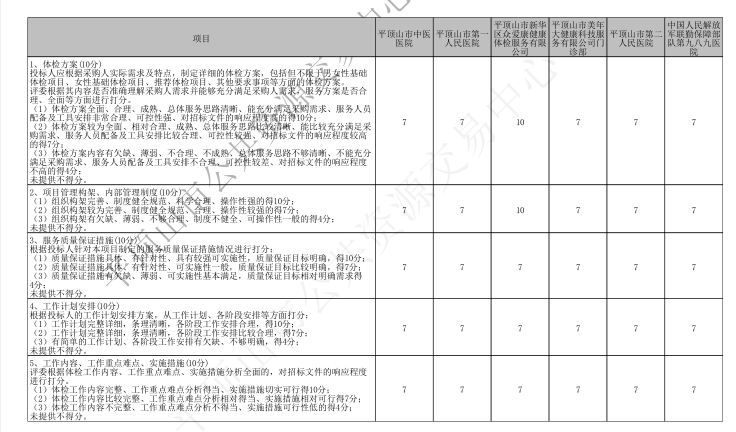 项目
平顶山市中医
医院
平顶山市第一
人民医院
平顶山市新华
区众爱康健康
体检服务有限
公司
平顶山市美年
大健康科技服
务有限公司门
诊部
平顶山市第二
人民医院
中国人民解放
军联勤保障部
队第九八九医
院
1、体检方案(10分)
投标人应根据采购人实际需求及特点，制定详细的体检方案，包括但不限于男女性基础
体检项目、女性基础体检项目、推荐体检项目、其他要求事项等方面的体检方案。
评委根据其内容是否准确理解采购人需求并能够充分满足采购人需求，服务方案是否合
理、全面等方面进行打分。
（1）体检方案全面、合理、成熟、总体服务思路清晰、能充分满足采购需求、服务人员
配备及工具安排非常合理、可控性强、对招标文件的响应程度高的得10分；
（2）体检方案较为全面、相对合理、成熟、总体服务思路比较清晰、能比较充分满足采
购需求、服务人员配备及工具安排比较合理、可控性较强、对招标文件的响应程度较高
的得7分；
（3）体检方案内容有欠缺、薄弱、不合理、不成熟、总体服务思路不够清晰、不能充分
满足采购需求、服务人员配备及工具安排不合理、可控性较差、对招标文件的响应程度
不高的得4分；
未提供不得分。
7 7 10 7 7 7
2、项目管理构架、内部管理制度(10分)
（1）组织构架完善、制度健全规范、科学合理、操作性强的得10分；
（2）组织构架较为完善、制度健全规范、合理、操作性较强的得7分；
（3）组织构架有欠缺、薄弱、不够合理、制度不健全、可操作性一般的得4分；
未提供不得分。
7 7 10 7 7 7
3、服务质量保证措施(10分)
根据投标人针对本项目制定的服务质量保证措施情况进行打分；
（1）质量保证措施具体、有针对性、具有较强可实施性，质量保证目标明确，得10分；
（2）质量保证措施具体、有针对性、可实施性一般，质量保证目标比较明确，得7分；
（3）质量保证措施有欠缺、薄弱、可实施性基本满足，质量保证目标相对明确需求得
4分；
未提供不得分。
7 7 7 7 7 7
4、工作计划安排(10分)
根据投标人的工作计划安排方案，从工作计划、各阶段安排等方面打分；
（1）工作计划完整详细，条理清晰，各阶段工作安排合理，得10分；
（2）工作计划完整详细，条理清晰，各阶段工作安排比较合理，得7分；
（3）有简单的工作计划、各阶段工作安排有欠缺、不够明确，得4分；
未提供不得分。
7 7 7 7 7 7
5、工作内容、工作重点难点、实施措施(10分)
评委根据体检工作内容、工作重点难点、实施措施分析全面的，对招标文件的响应程度
进行打分。
（1）体检工作内容完整、工作重点难点分析得当、实施措施切实可行得10分；
（2）体检工作内容比较完整、工作重点难点分析相对得当、实施措施相对可行得7分；
（3）体检工作内容不完整、工作重点难点分析不得当、实施措施可行性低的得4分；
未提供不得分。
7 7 7 7 7 7